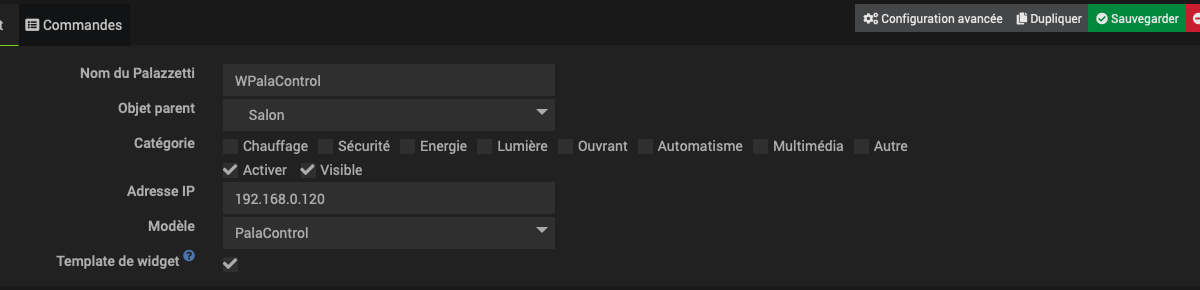 t Commandes Configuration avancée Dupliquer Sauvegarder
Nom du Palazzetti WPalaControl
Objet parent Salon
Catégorie Chauffage Sécurité Energie Lumière Ouvrant Automatisme Multimédia Autre
Activer Visible
Adresse IP 192.168.0.120
Modèle PalaControl
Template de widget ?